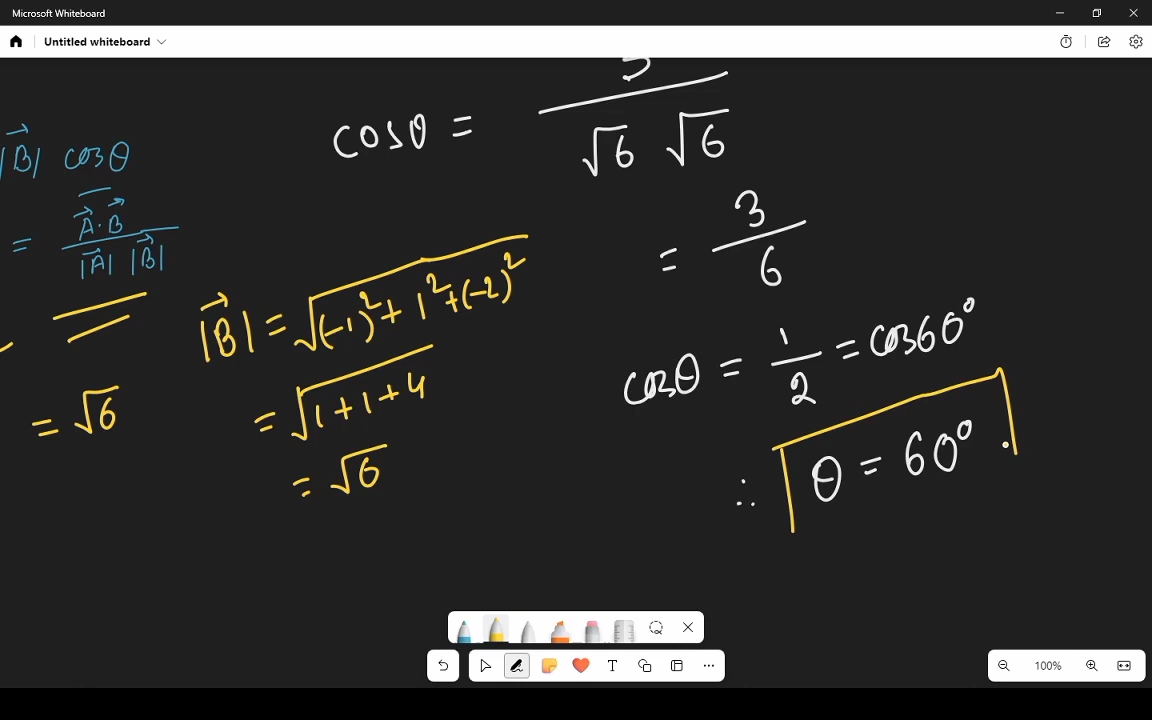 Microsoft Whiteboard
Untitled whiteboard
|B⃗| cosθ
= A⃗·B⃗ / |A⃗| |B⃗|
= √6
|B⃗| = √(-1)² + 1² + (-2)²
= √1+1+4
= √6
cosθ = 3 / √6 √6
= 3/6
cosθ = 1/2 = cos60°
∴ θ = 60°
100%